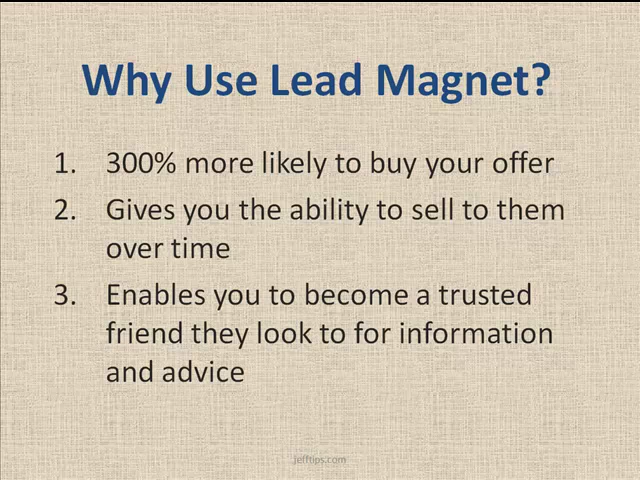 Why Use Lead Magnet?
1. 300% more likely to buy your offer
2. Gives you the ability to sell to them
over time
3. Enables you to become a trusted
friend they look to for information
and advice
jefftips.com